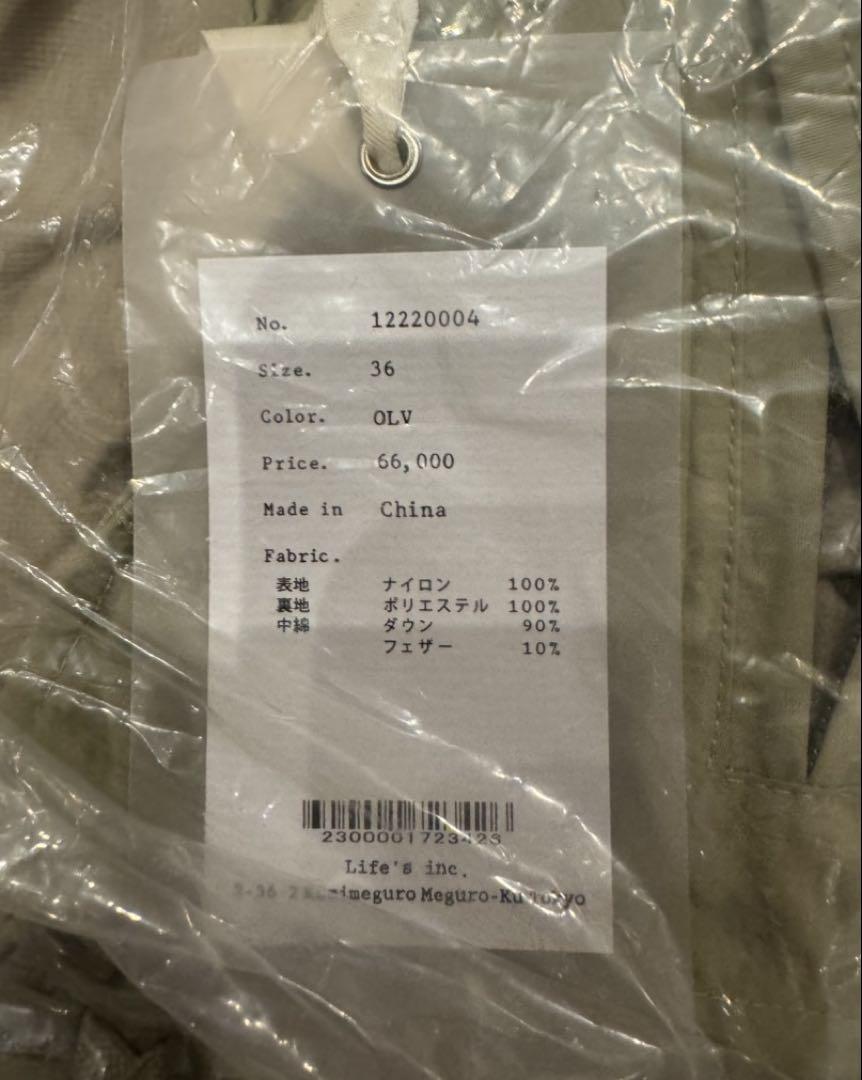 No. 12220004
Size. 36
Color. OLV
Price. 66,000
Made in China
Fabric.
表地 ナイロン 100%
裏地 ポリエステル 100%
中綿 ダウン 90%
フェザー 10%
Life's inc.
Meguro-Ku Tokyo